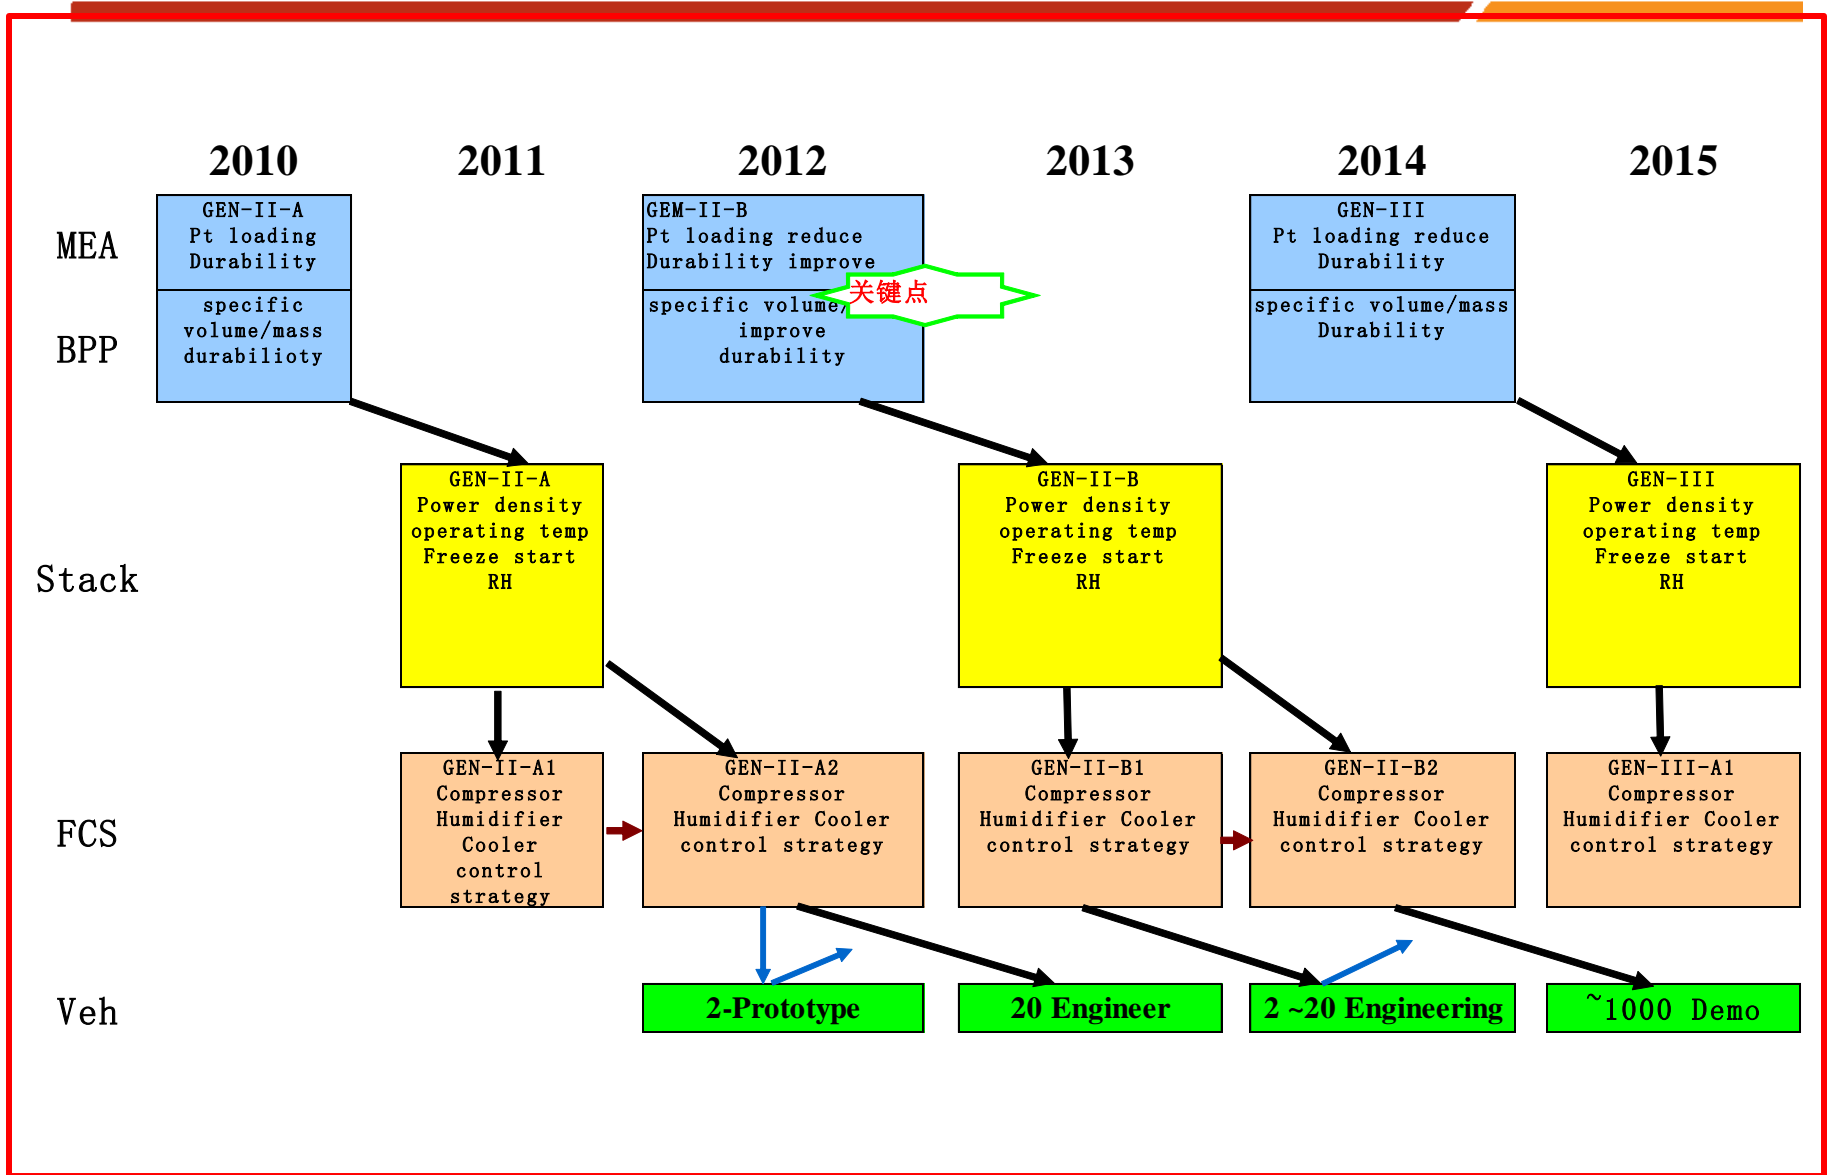 2010 2011 2012 2013 2014 2015
MEA
GEN-II-A
Pt loading
Durability
GEM-II-B
Pt loading reduce
Durability improve
GEN-III
Pt loading reduce
Durability
关键点
BPP
specific
volume/mass
durabilioty
specific volume/
improve
durability
specific volume/mass
Durability
Stack
GEN-II-A
Power density
operating temp
Freeze start
RH
GEN-II-B
Power density
operating temp
Freeze start
RH
GEN-III
Power density
operating temp
Freeze start
RH
FCS
GEN-II-A1
Compressor
Humidifier
Cooler
control
strategy
GEN-II-A2
Compressor
Humidifier Cooler
control strategy
GEN-II-B1
Compressor
Humidifier Cooler
control strategy
GEN-II-B2
Compressor
Humidifier Cooler
control strategy
GEN-III-A1
Compressor
Humidifier Cooler
control strategy
Veh
2-Prototype
20 Engineer
2 ~20 Engineering
~1000 Demo